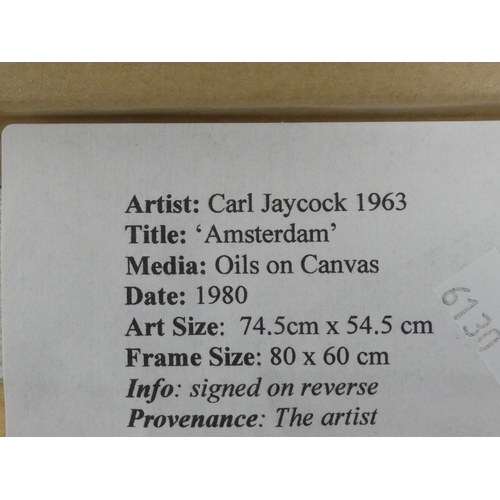 Artist: Carl Jaycock 1963
Title: ‘Amsterdam’
Media: Oils on Canvas
Date: 1980
Art Size:  74.5cm x 54.5 cm
Frame Size: 80 x 60 cm
Info: signed on reverse
Provenance: The artist
6130